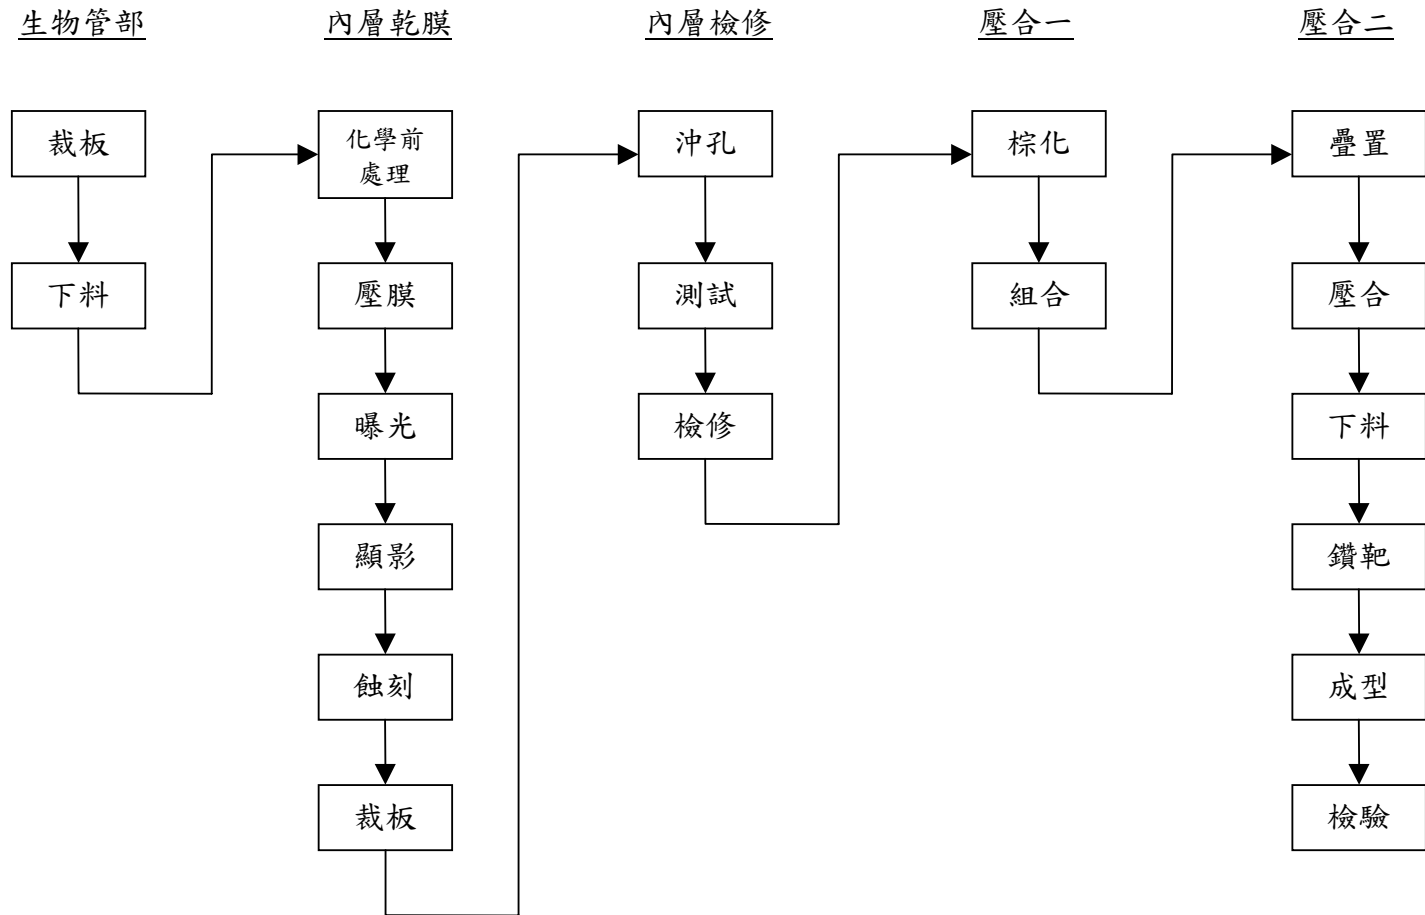 生物管部
內層乾膜
內層檢修
壓合一
壓合二
裁板
下料
化學前
處理
壓膜
曝光
顯影
蝕刻
裁板
沖孔
測試
檢修
棕化
組合
疊置
壓合
下料
鑽靶
成型
檢驗